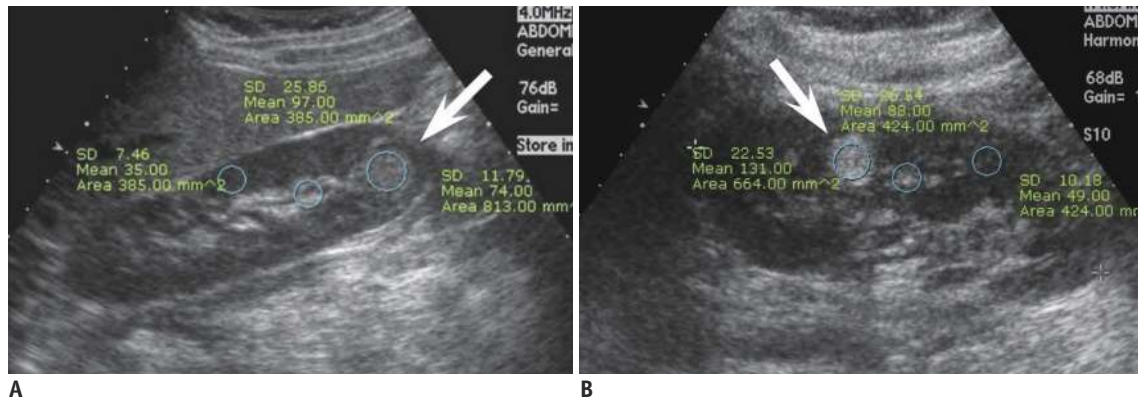 4.0MHz
ABDOM
General
76dB
Gain=
Store in
SD 25.86
Mean 97.00
Area 385.00 mm^2
SD 7.46
Mean 35.00
Area 385.00 mm^2
SD 11.79
Mean 74.00
Area 813.00 mm^
A
ABDOM
Harmon
68dB
Gain=
S10
Mean 88.00
Area 424.00 mm^2
SD 22.53
Mean 131.00
Area 664.00 mm^2
SD 10.18
Mean 49.00
Area 424.00 mm
B